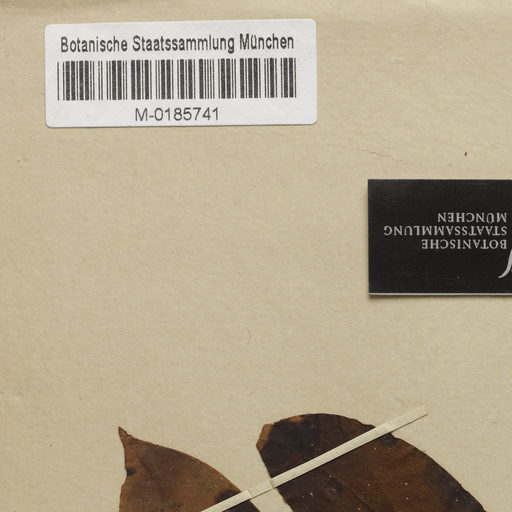 Botanische Staatssammlung München
M-0185741
BOTANISCHE
STAATSSAMMLUNG
MÜNCHEN